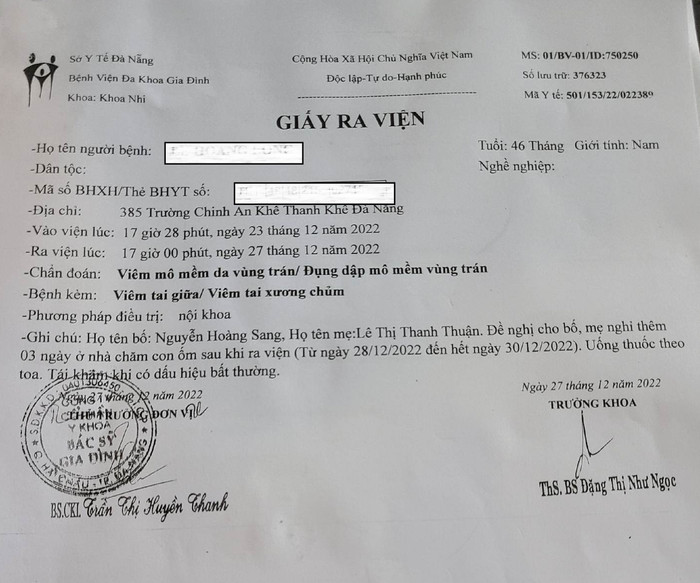 Sở Y Tế Đà Nẵng
Bệnh Viện Đa Khoa Gia Đình
Khoa: Khoa Nhi
Cộng Hòa Xã Hội Chủ Nghĩa Việt Nam
Độc lập-Tự do-Hạnh phúc
MS: 01/BV-01/ID:750250
Số lưu trữ: 376323
Mã Y tế: 501/153/22/022389
GIẤY RA VIỆN
-Họ tên người bệnh:
Tuổi: 46 Tháng Giới tính: Nam
-Dân tộc:
Nghề nghiệp:
-Mã số BHXH/Thẻ BHYT số:
-Địa chỉ: 385 Trường Chinh An Khê Thanh Khê Đà Nẵng
-Vào viện lúc: 17 giờ 28 phút, ngày 23 tháng 12 năm 2022
-Ra viện lúc: 17 giờ 00 phút, ngày 27 tháng 12 năm 2022
-Chẩn đoán: Viêm mô mềm da vùng trán/ Đụng dập mô mềm vùng trán
-Bệnh kèm: Viêm tai giữa/ Viêm tai xương chũm
-Phương pháp điều trị: nội khoa
-Ghi chú: Họ tên bố: Nguyễn Hoàng Sang, Họ tên mẹ:Lê Thị Thanh Thuận. Đề nghị cho bố, mẹ nghỉ thêm
03 ngày ở nhà chăm con ốm sau khi ra viện (Từ ngày 28/12/2022 đến hết ngày 30/12/2022). Uống thuốc theo
toa. Tái khám khi có dấu hiệu bất thường.
Ngày 27 tháng 12 năm 2022
THỦ TRƯỞNG ĐƠN VỊ
Y KHOA
BÁC SỸ
GIA ĐÌNH
BS.CKI. Trần Thị Huyền Thanh
Ngày 27 tháng 12 năm 2022
TRƯỞNG KHOA
ThS. BS Đặng Thị Như Ngọc